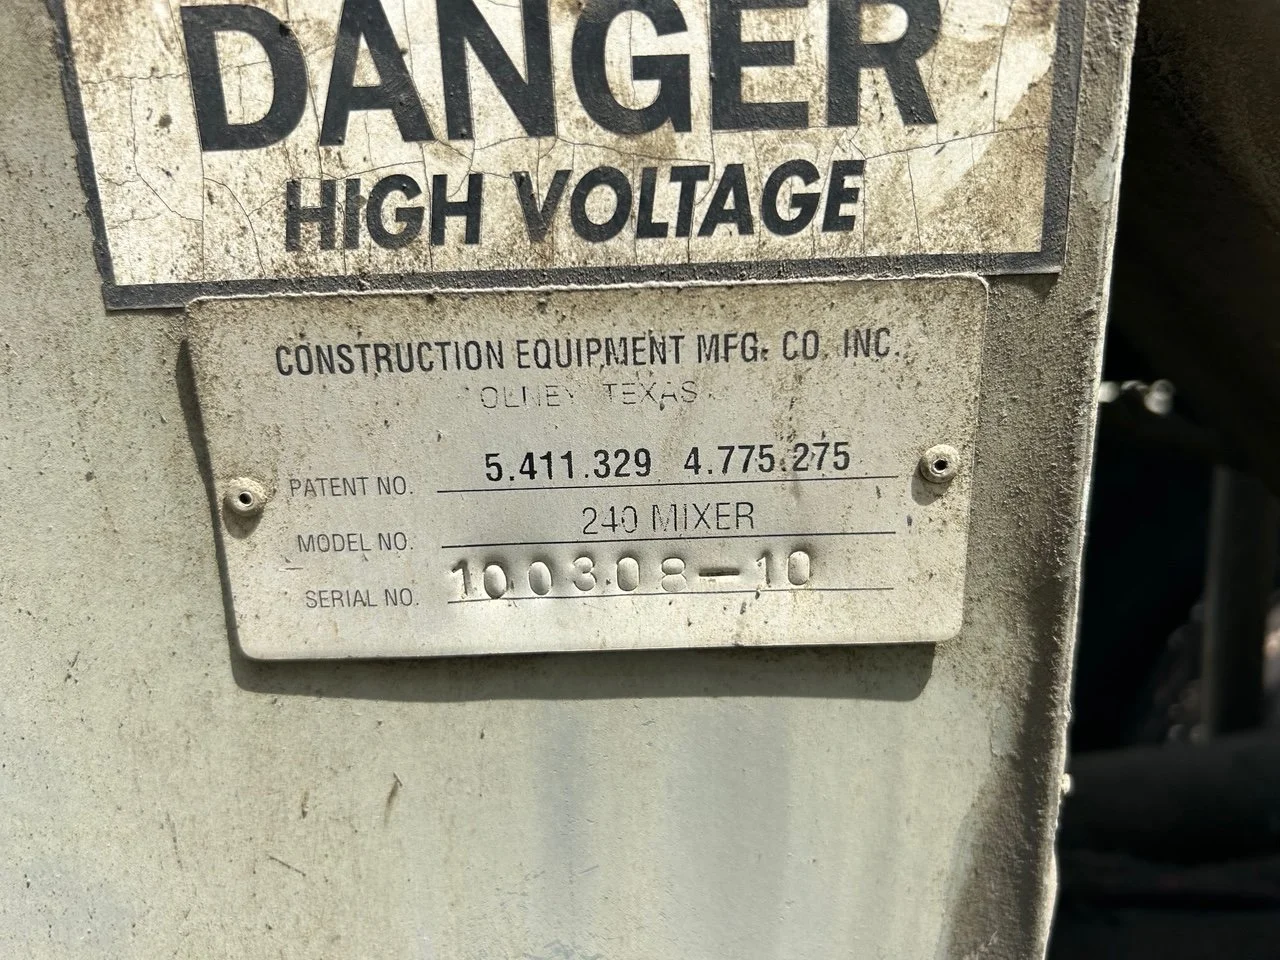 DANGER
HIGH VOLTAGE
CONSTRUCTION EQUIPMENT MFG. CO. INC.
OLNEY TEXAS
PATENT NO. 5.411.329 4.775.275
MODEL NO. 240 MIXER
SERIAL NO. 100308-10